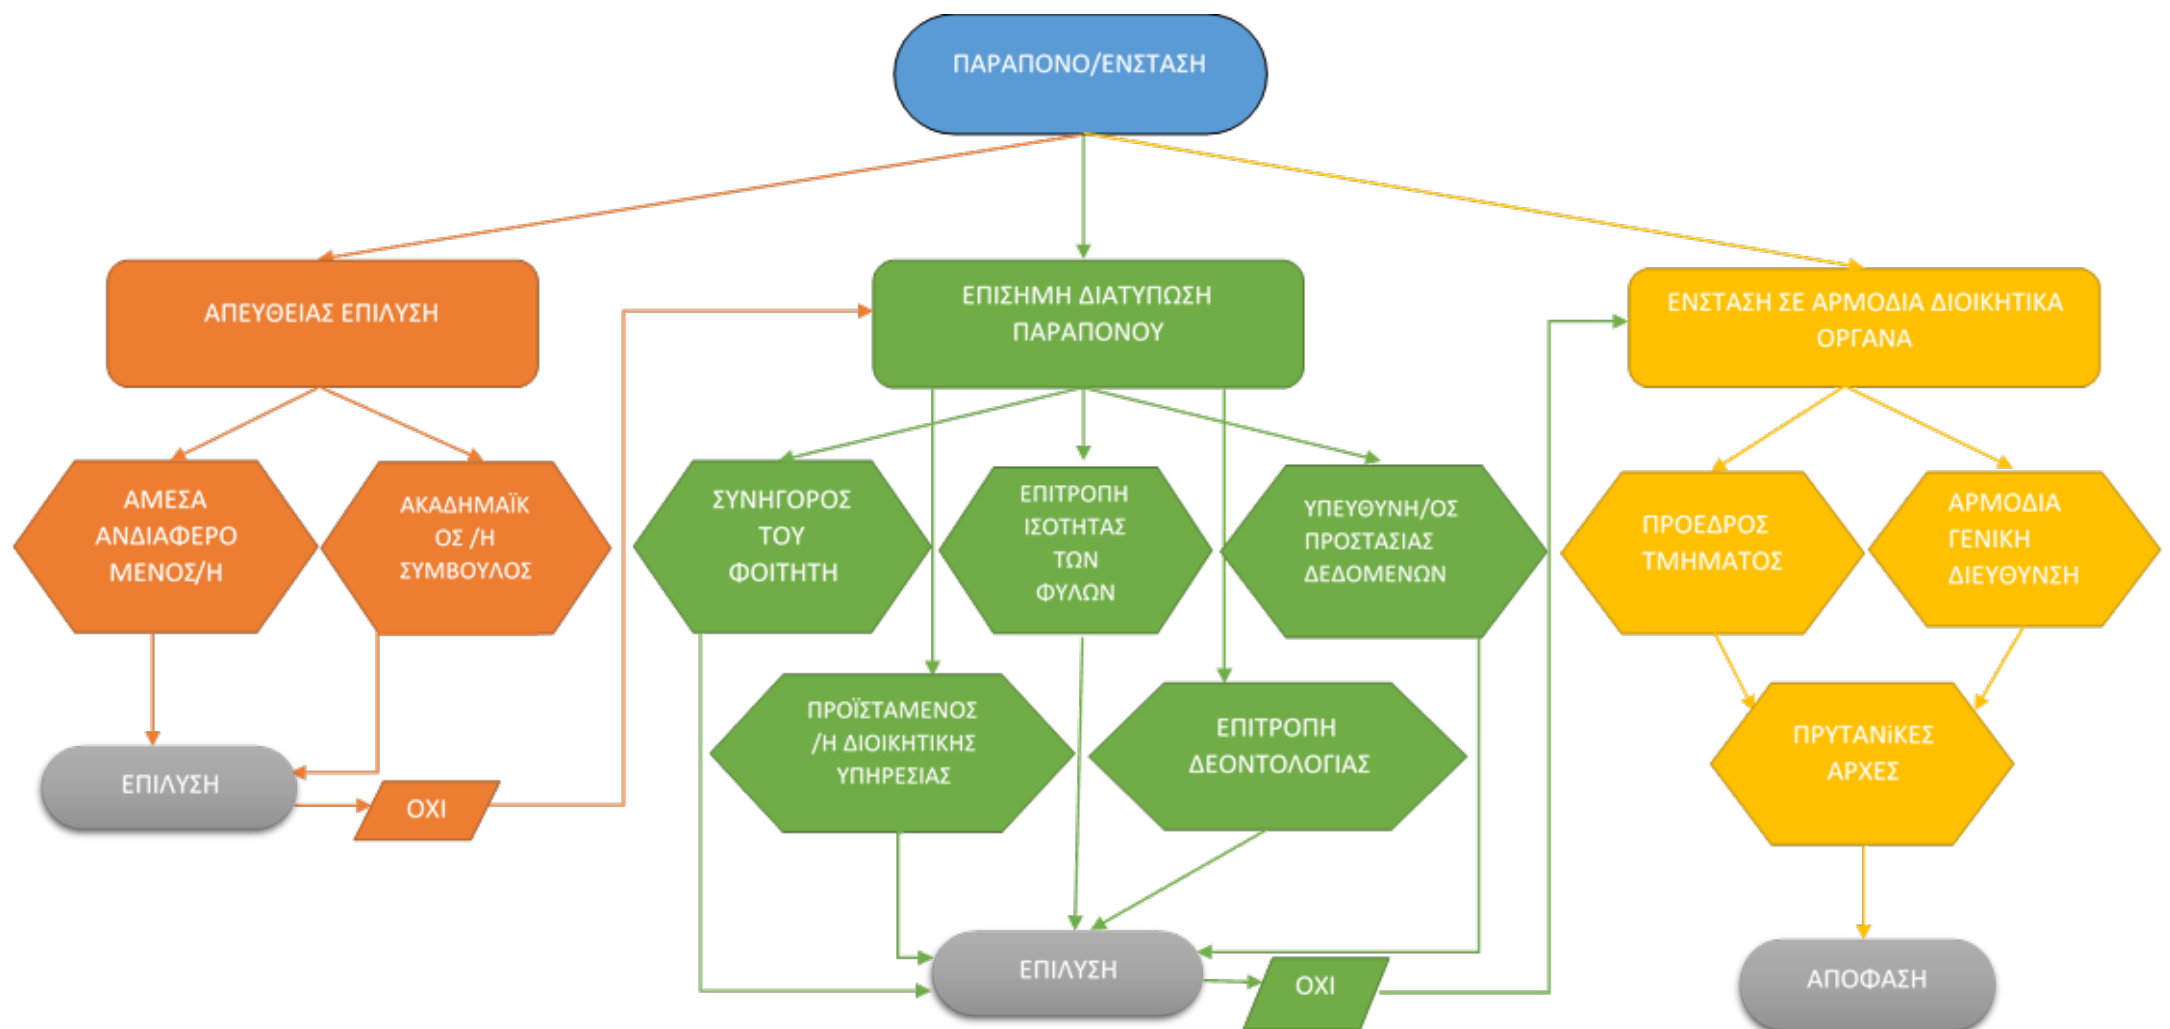 ΠΑΡΑΠΟΝΟ/ΕΝΣΤΑΣΗ
ΑΠΕΥΘΕΙΑΣ ΕΠΙΛΥΣΗ
ΕΠΙΣΗΜΗ ΔΙΑΤΥΠΩΣΗ
ΠΑΡΑΠΟΝΟΥ
ΕΝΣΤΑΣΗ ΣΕ ΑΡΜΟΔΙΑ ΔΙΟΙΚΗΤΙΚΑ
ΟΡΓΑΝΑ
ΑΜΕΣΑ
ΑΝΔΙΑΦΕΡΟ
ΜΕΝΟΣ/Η
ΑΚΑΔΗΜΑΪΚ
ΟΣ /Η
ΣΥΜΒΟΥΛΟΣ
ΣΥΝΗΓΟΡΟΣ
ΤΟΥ
ΦΟΙΤΗΤΗ
ΕΠΙΤΡΟΠΗ
ΙΣΟΤΗΤΑΣ
ΤΩΝ
ΦΥΛΩΝ
ΥΠΕΥΘΥΝΗ/ΟΣ
ΠΡΟΣΤΑΣΙΑΣ
ΔΕΔΟΜΕΝΩΝ
ΠΡΟΕΔΡΟΣ
ΤΜΗΜΑΤΟΣ
ΑΡΜΟΔΙΑ
ΓΕΝΙΚΗ
ΔΙΕΥΘΥΝΣΗ
ΠΡΟΪΣΤΑΜΕΝΟΣ
/Η ΔΙΟΙΚΗΤΙΚΗΣ
ΥΠΗΡΕΣΙΑΣ
ΕΠΙΤΡΟΠΗ
ΔΕΟΝΤΟΛΟΓΙΑΣ
ΠΡΥΤΑΝίΚΕΣ
ΑΡΧΕΣ
ΕΠΙΛΥΣΗ
ΟΧΙ
ΕΠΙΛΥΣΗ
ΟΧΙ
ΑΠΟΦΑΣΗ